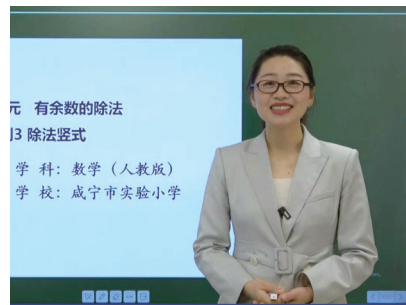 元 有余数的除法
列3 除法竖式
学 科：数学（人教版）
学 校：咸宁市实验小学